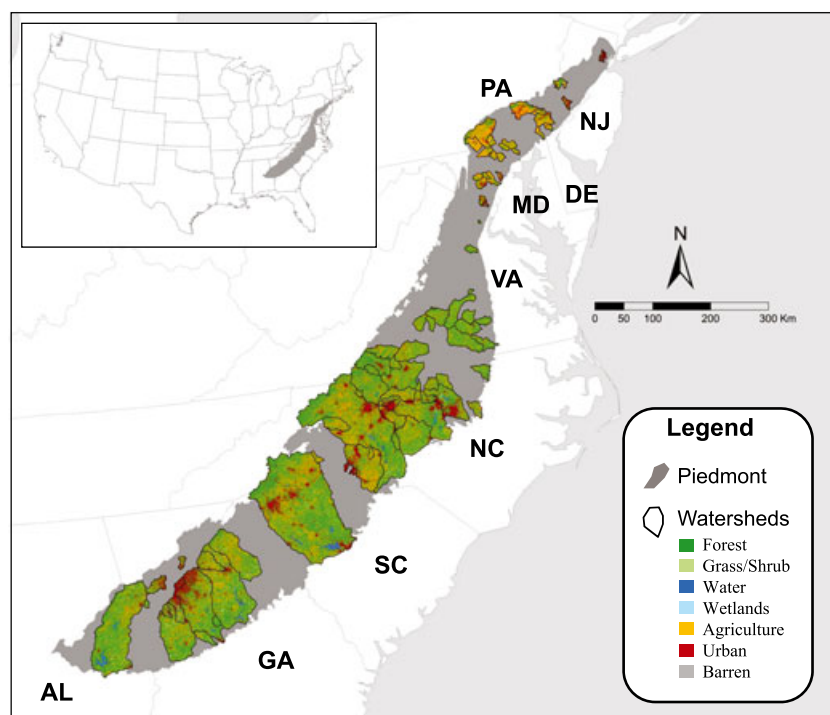 PA
NJ
MD
DE
VA
N
0 50 100 200 300 Km
NC
SC
GA
AL
Legend
Piedmont
Watersheds
Forest
Grass/Shrub
Water
Wetlands
Agriculture
Urban
Barren